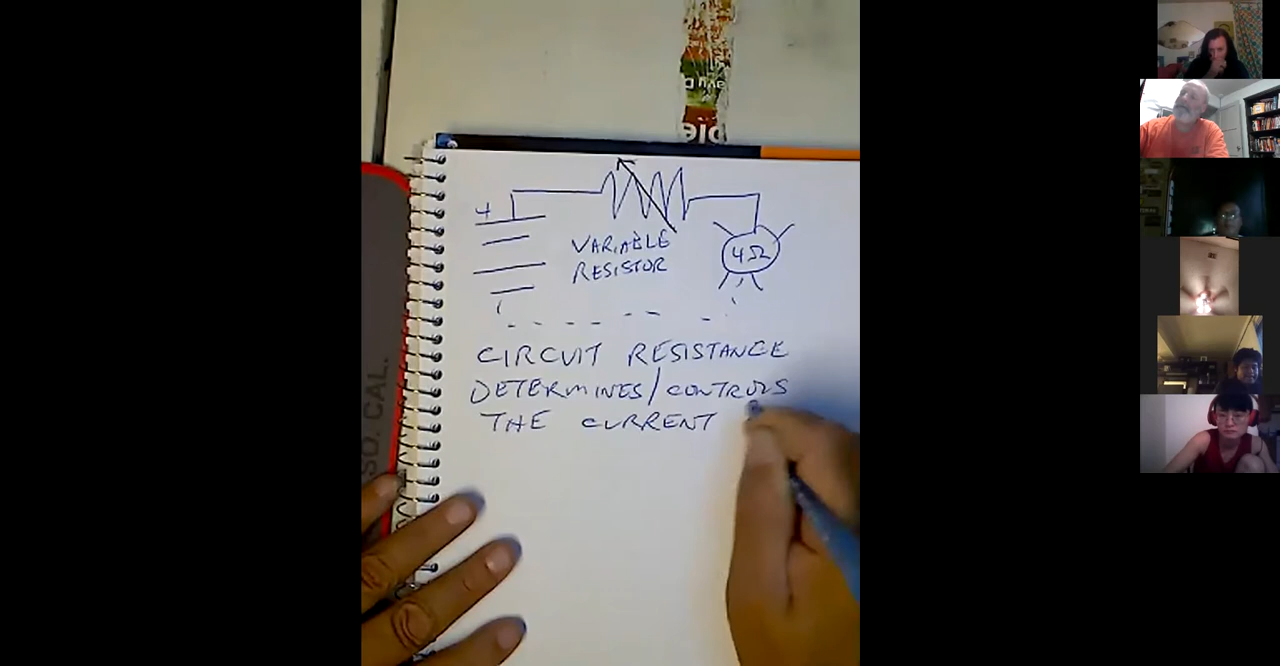 +
4Ω
VARIABLE
RESISTOR
CIRCUIT RESISTANCE
DETERMINES/CONTROLS
THE CURRENT
SO. CAL.